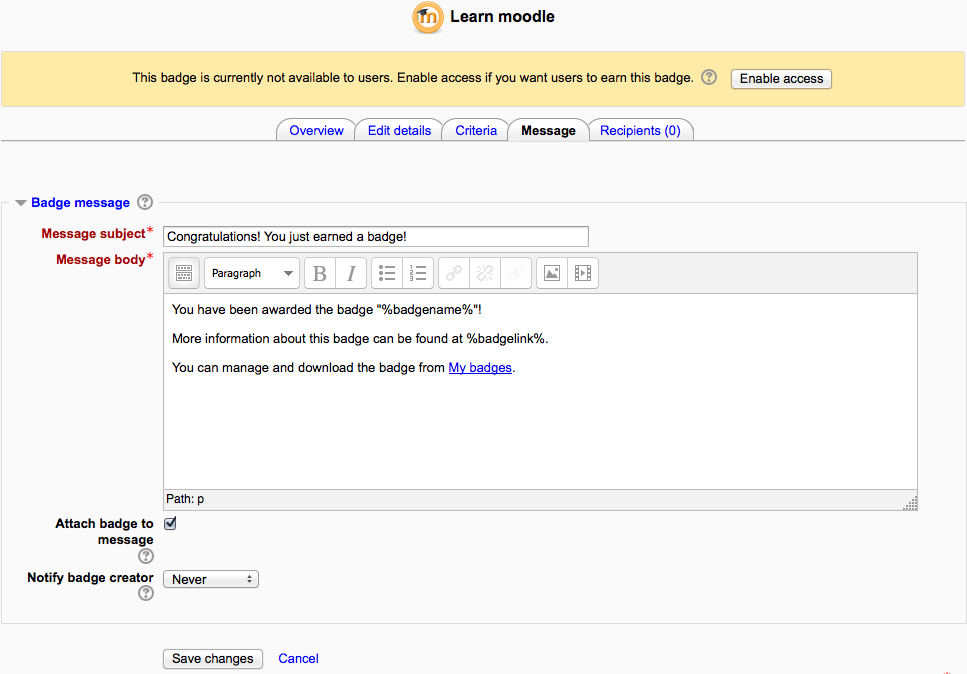 Learn moodle
This badge is currently not available to users. Enable access if you want users to earn this badge. Enable access
Overview Edit details Criteria Message Recipients (0)
Badge message
Message subject* Congratulations! You just earned a badge!
Message body*
Paragraph B I
You have been awarded the badge "%badgename%"!
More information about this badge can be found at %badgelink%.
You can manage and download the badge from My badges.
Path: p
Attach badge to
message
Notify badge creator Never
Save changes Cancel